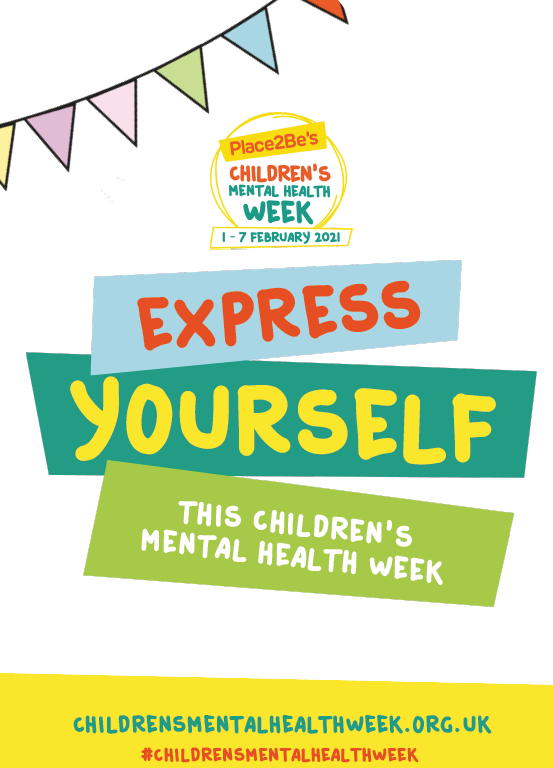 Place2Be's
CHILDREN'S
MENTAL HEALTH
WEEK
1 - 7 FEBRUARY 2021
EXPRESS
YOURSELF
THIS CHILDREN'S
MENTAL HEALTH WEEK
CHILDRENSMENTALHEALTHWEEK.ORG.UK
#CHILDRENSMENTALHEALTHWEEK